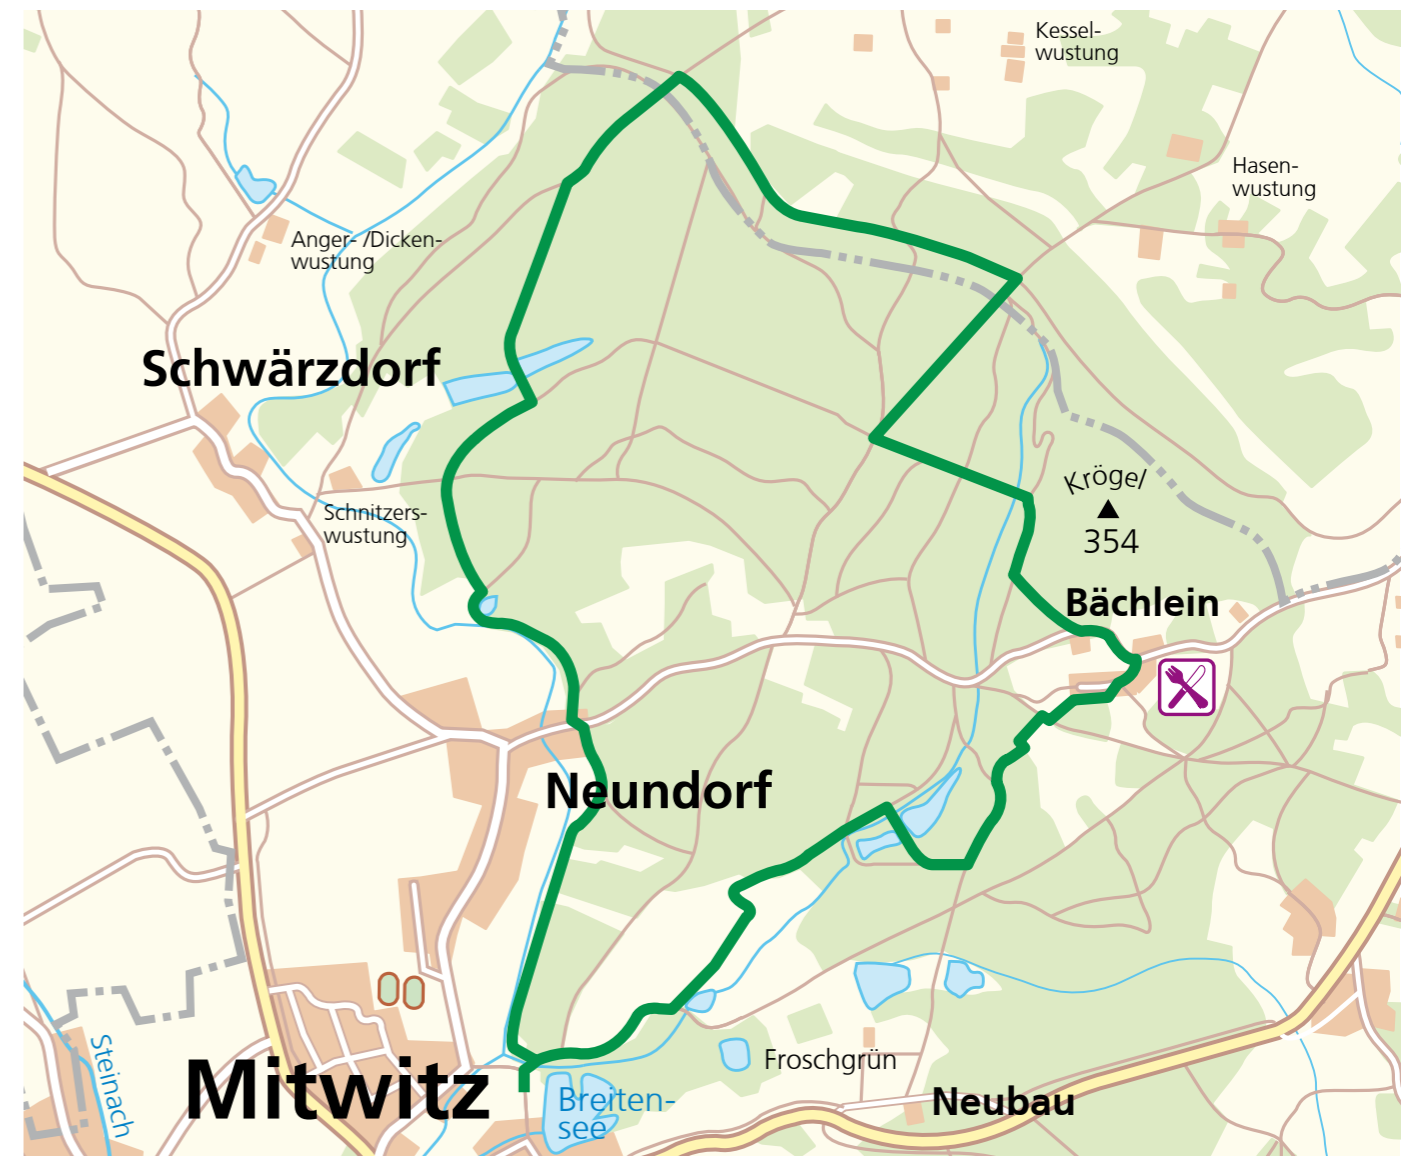 Kessel-
wustung
Hasen-
wustung
Anger- /Dicken-
wustung
Schwärzdorf
Kröge/
354
Schnitzers-
wustung
Bächlein
Neundorf
Steinach
Mitwitz
Froschgrün
Breiten-
see
Neubau